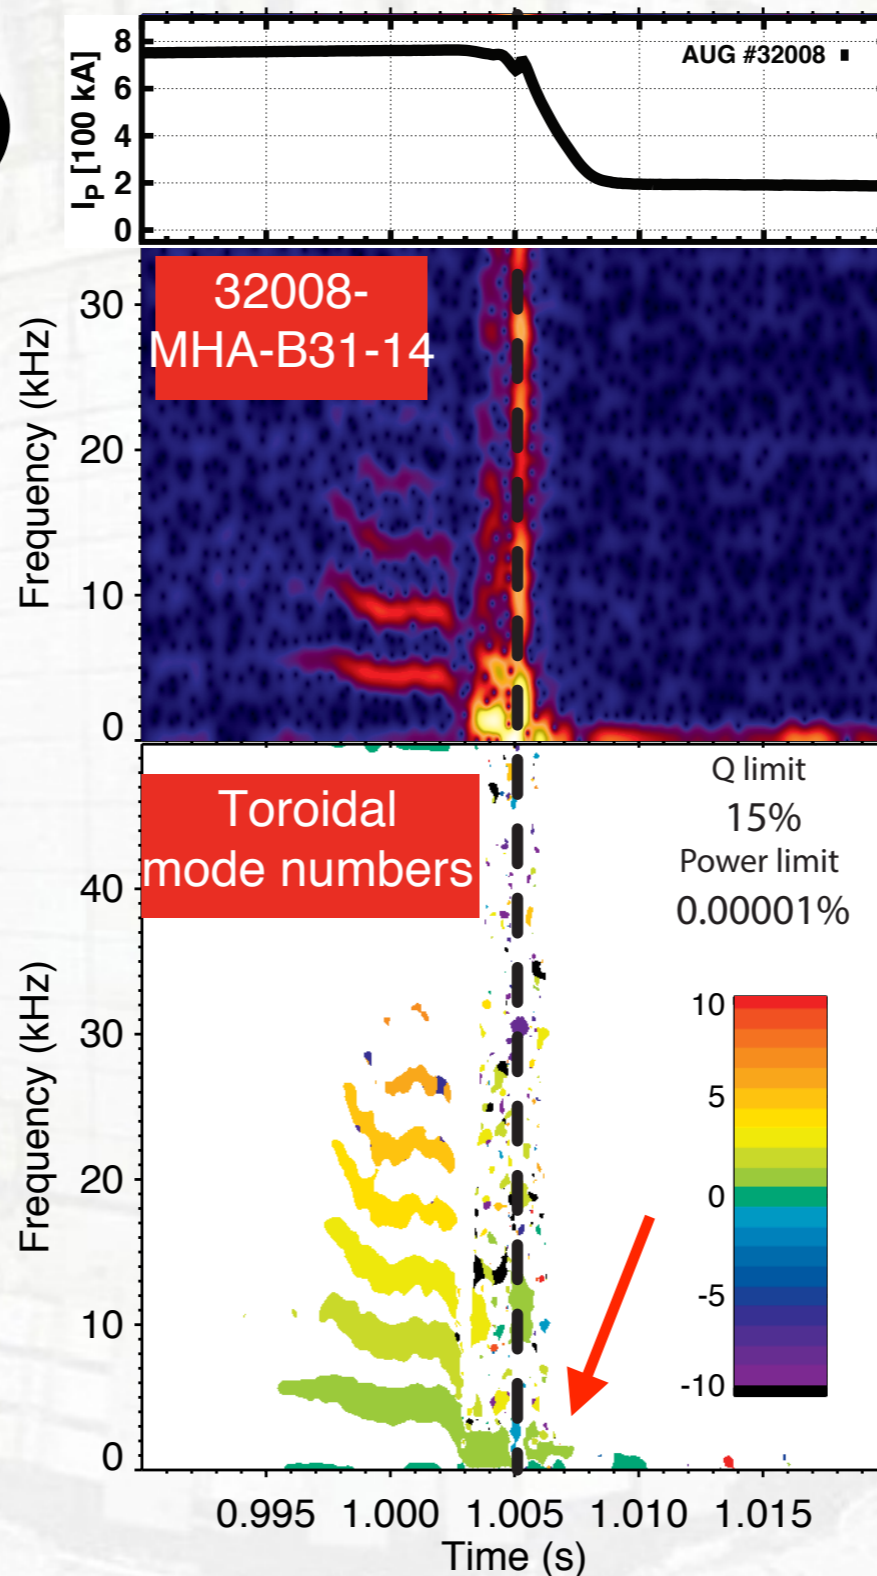 8
6
4
2
0
I_P [100 kA]
AUG #32008
32008-
MHA-B31-14
30
20
10
0
Frequency (kHz)
Toroidal
mode numbers
Q limit
15%
Power limit
0.00001%
40
30
20
10
0
Frequency (kHz)
10
5
0
-5
-10
0.995 1.000 1.005 1.010 1.015
Time (s)